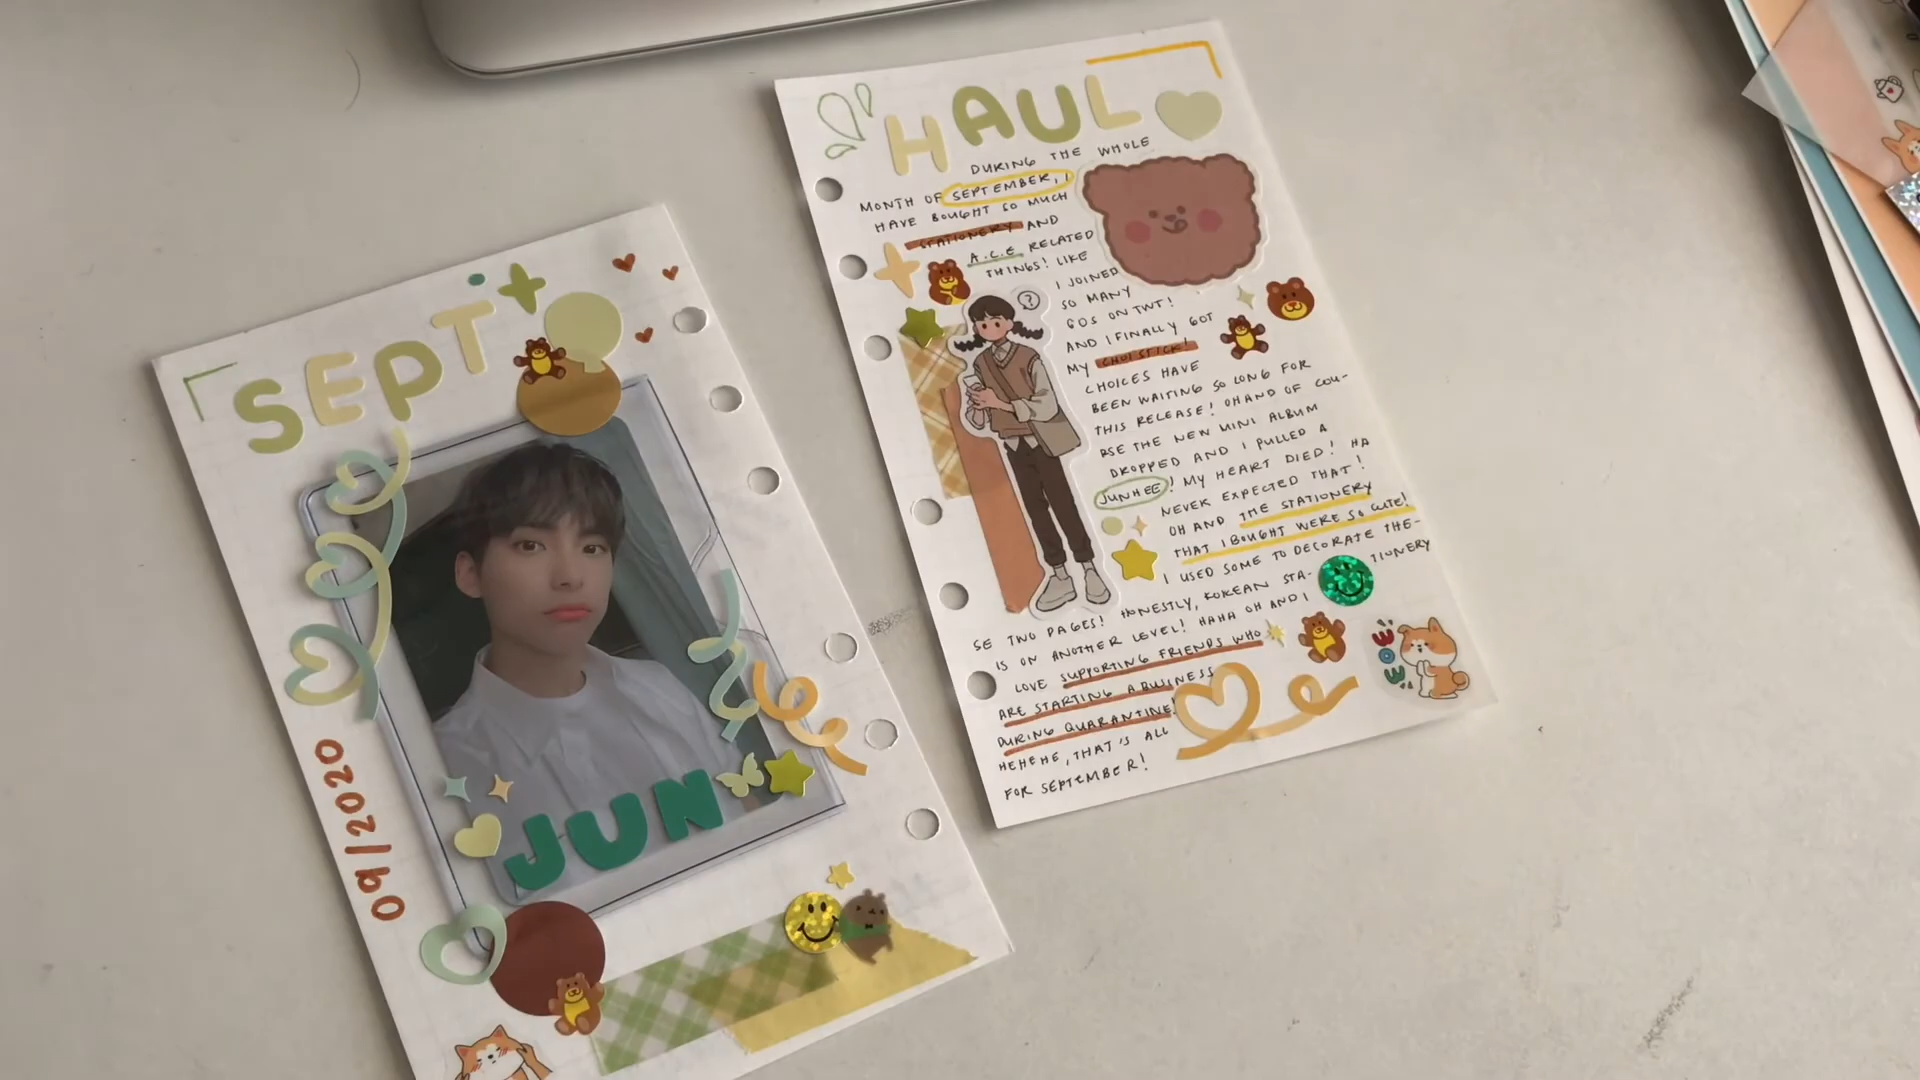 SEPT
JUN
09/2020
HAUL
DURING THE WHOLE
MONTH OF SEPTEMBER, I
HAVE BOUGHT SO MUCH
STATIONERY AND
A.C.E RELATED
THINGS! LIKE
I JOINED
SO MANY
GOS ON TWT!
AND I FINALLY GOT
MY CHOISTICK!
CHOICES HAVE
BEEN WAITING SO LONG FOR
THIS RELEASE! OH AND OF COU-
RSE THE NEW MINI ALBUM
DROPPED AND I PULLED A
JUNHEE! MY HEART DIED! HA
NEVER EXPECTED THAT!
OH AND THE STATIONERY
THAT I BOUGHT WERE SO CUTE!
I USED SOME TO DECORATE THE-
SE TWO PAGES! HONESTLY, KOREAN STA- TIONERY
IS ON ANOTHER LEVEL! HAHA OH AND I
LOVE SUPPORTING FRIENDS WHO
ARE STARTING A BUSINESS
DURING QUARANTINE!
HEHEHE, THAT'S ALL
FOR SEPTEMBER!
?
WOW